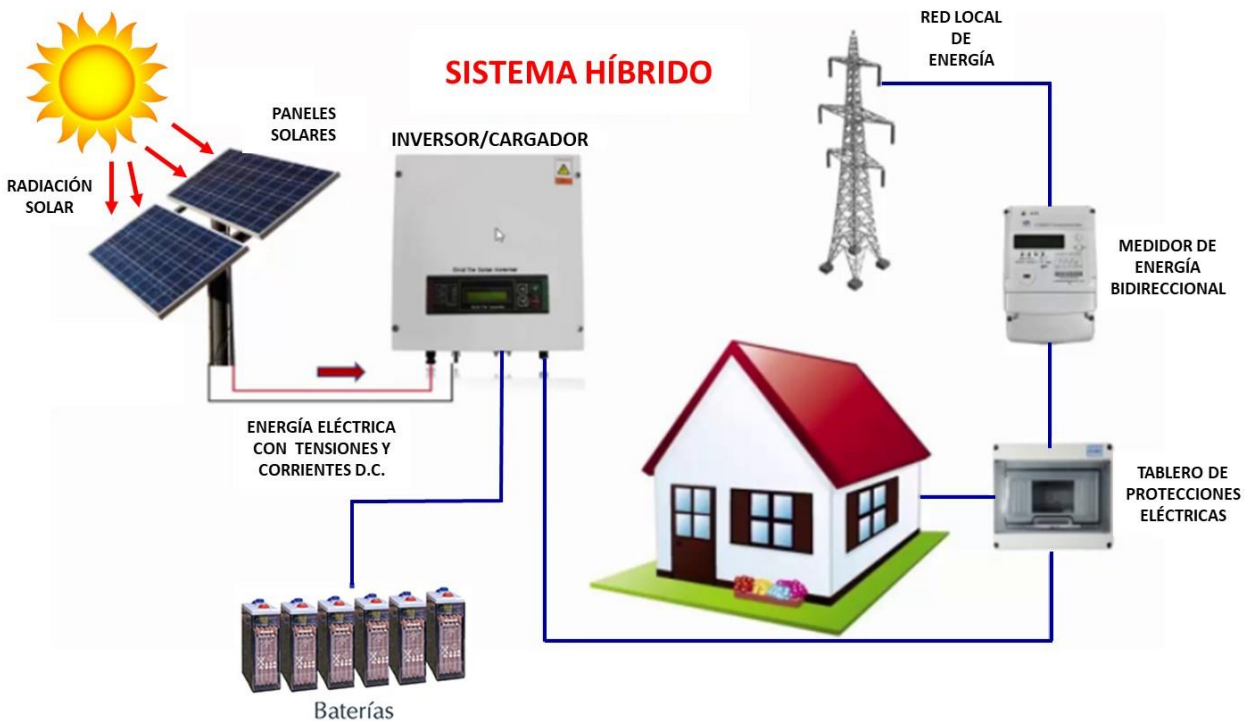 RED LOCAL
DE
ENERGÍA
SISTEMA HÍBRIDO
PANELES
SOLARES
INVERSOR/CARGADOR
RADIACIÓN
SOLAR
MEDIDOR DE
ENERGÍA
BIDIRECCIONAL
ENERGÍA ELÉCTRICA
CON TENSIONES Y
CORRIENTES D.C.
TABLERO DE
PROTECCIONES
ELÉCTRICAS
Baterías